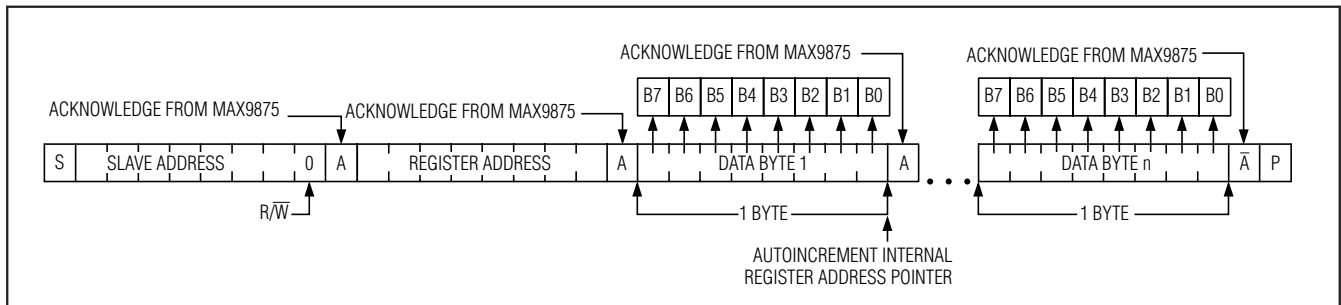 ACKNOWLEDGE FROM MAX9875
ACKNOWLEDGE FROM MAX9875
B7 B6 B5 B4 B3 B2 B1 B0
B7 B6 B5 B4 B3 B2 B1 B0
ACKNOWLEDGE FROM MAX9875
ACKNOWLEDGE FROM MAX9875
S SLAVE ADDRESS 0 A REGISTER ADDRESS A DATA BYTE 1 A • • • DATA BYTE n A̅ P
R/W̅
1 BYTE
1 BYTE
AUTOINCREMENT INTERNAL
REGISTER ADDRESS POINTER